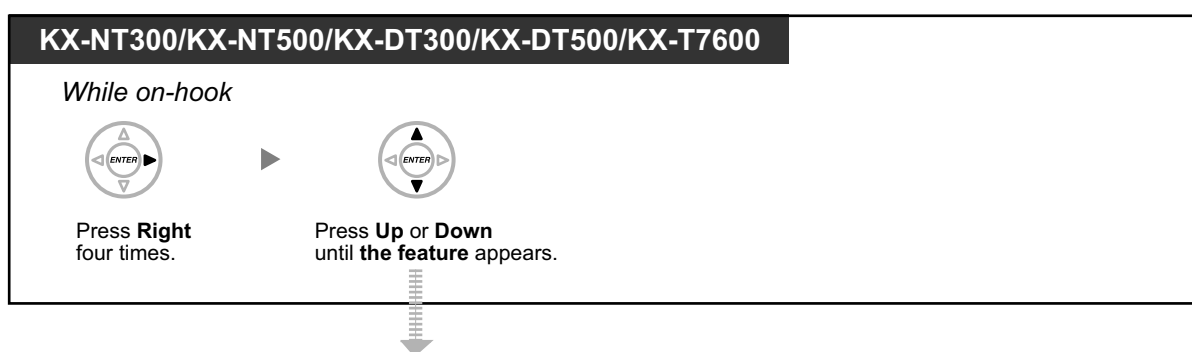 KX-NT300/KX-NT500/KX-DT300/KX-DT500/KX-T7600
While on-hook
ENTER ENTER
Press Right Press Up or Down
four times. until the feature appears.